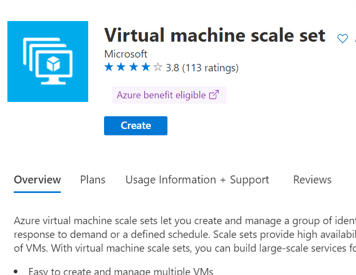 Virtual machine scale set
Microsoft
3.8 (113 ratings)
Azure benefit eligible
Create
Overview Plans Usage Information + Support Reviews
Azure virtual machine scale sets let you create and manage a group of
response to demand or a defined schedule. Scale sets provide high
of VMs. With virtual machine scale sets, you can build large-scale services
• Easy to create and manage multiple VMs